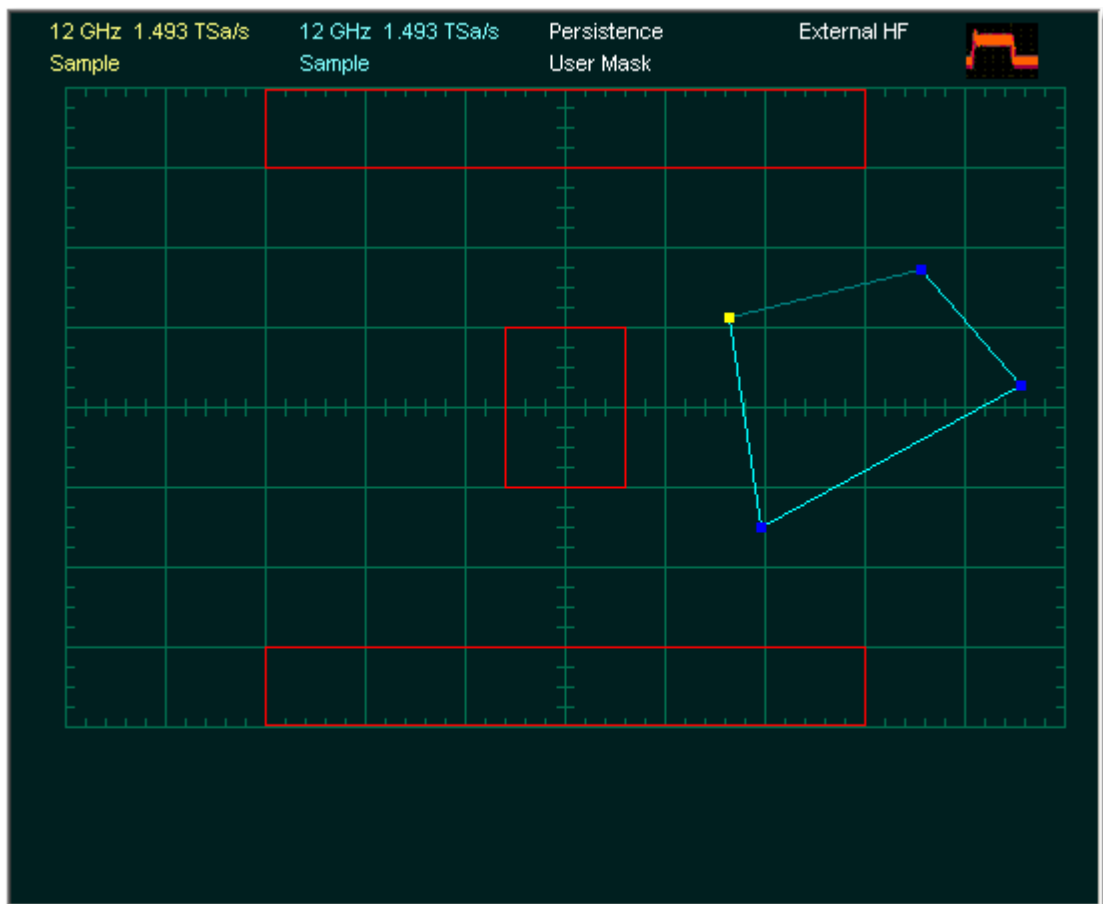 12 GHz 1.493 TSa/s 12 GHz 1.493 TSa/s Persistence External HF
Sample Sample User Mask